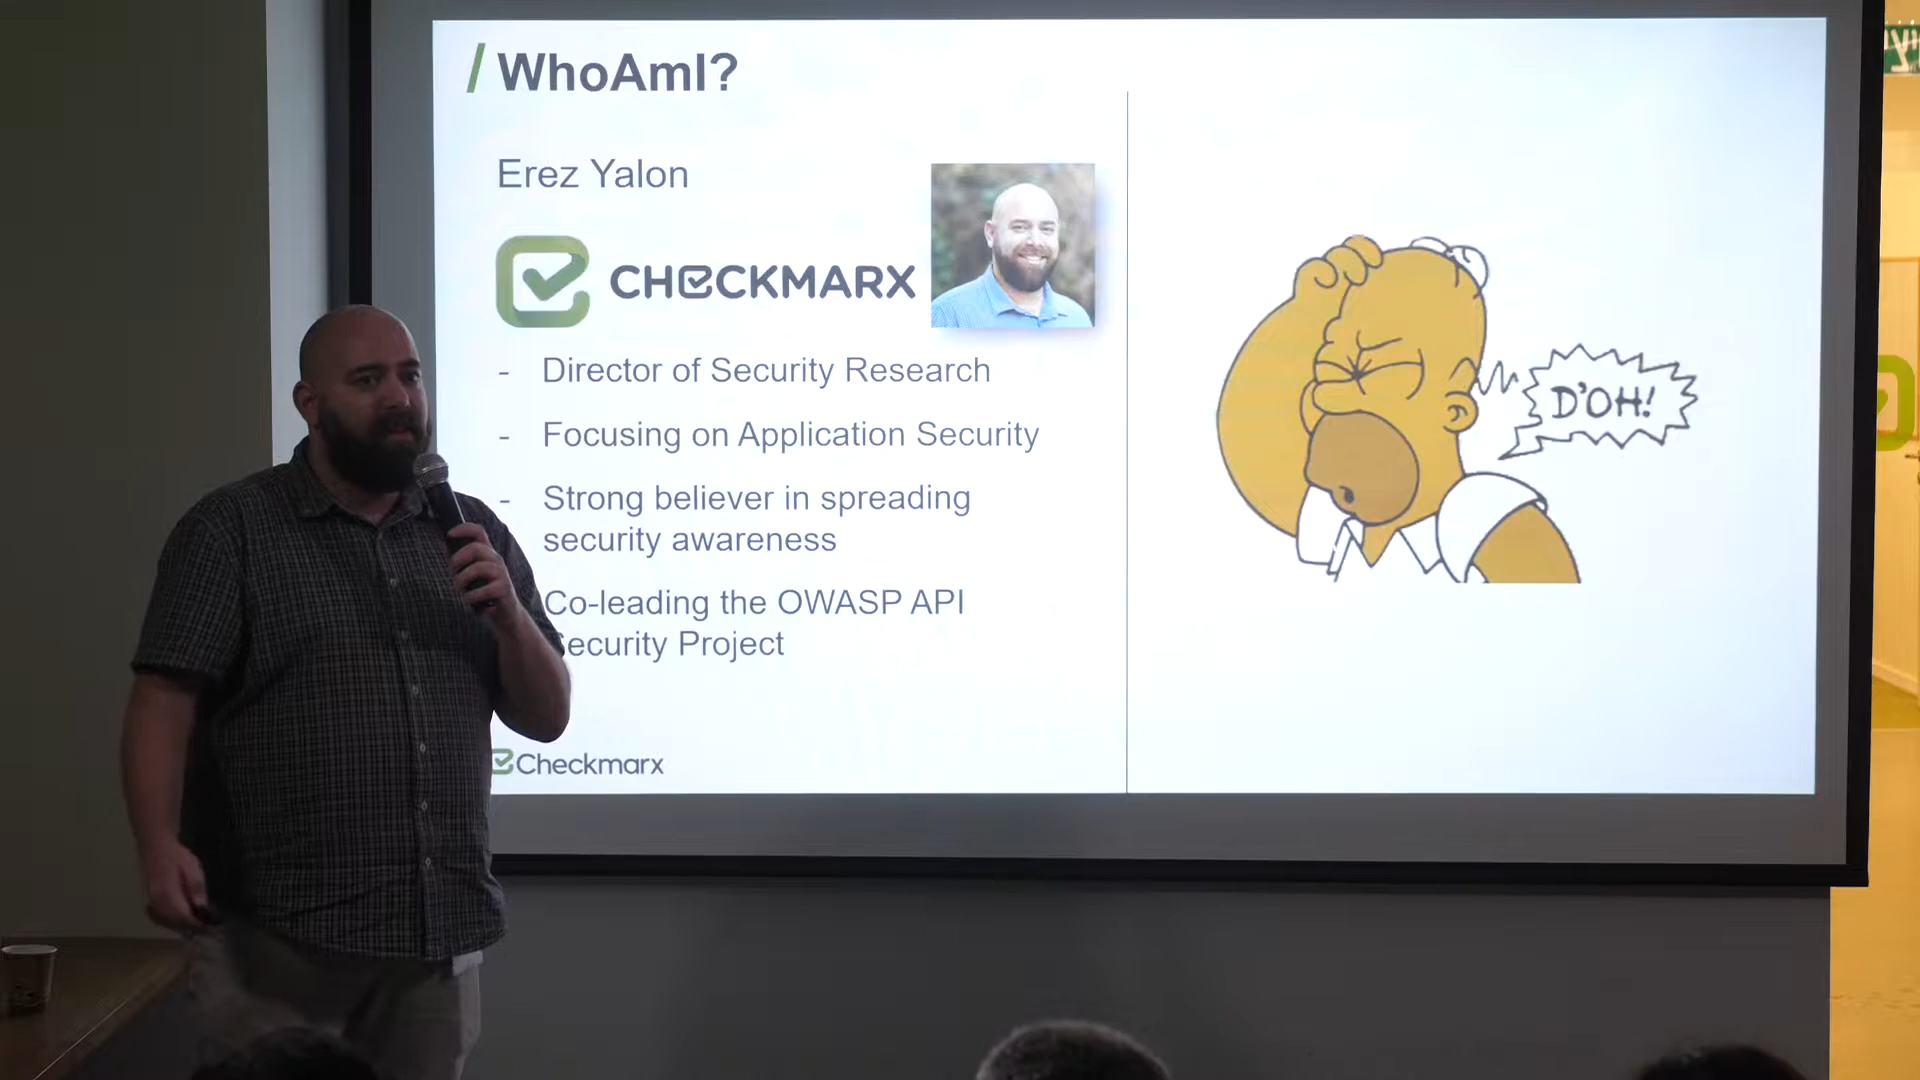 / WhoAmI?
Erez Yalon
CHECKMARX
- Director of Security Research
- Focusing on Application Security
- Strong believer in spreading
security awareness
Co-leading the OWASP API
Security Project
Checkmarx
D'OH!